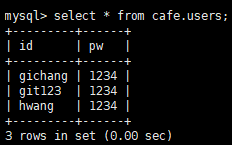 mysql> select * from cafe.users;
+---------+------+
| id      | pw   |
+---------+------+
| gichang | 1234 |
| git123  | 1234 |
| hwang   | 1234 |
+---------+------+
3 rows in set (0.00 sec)